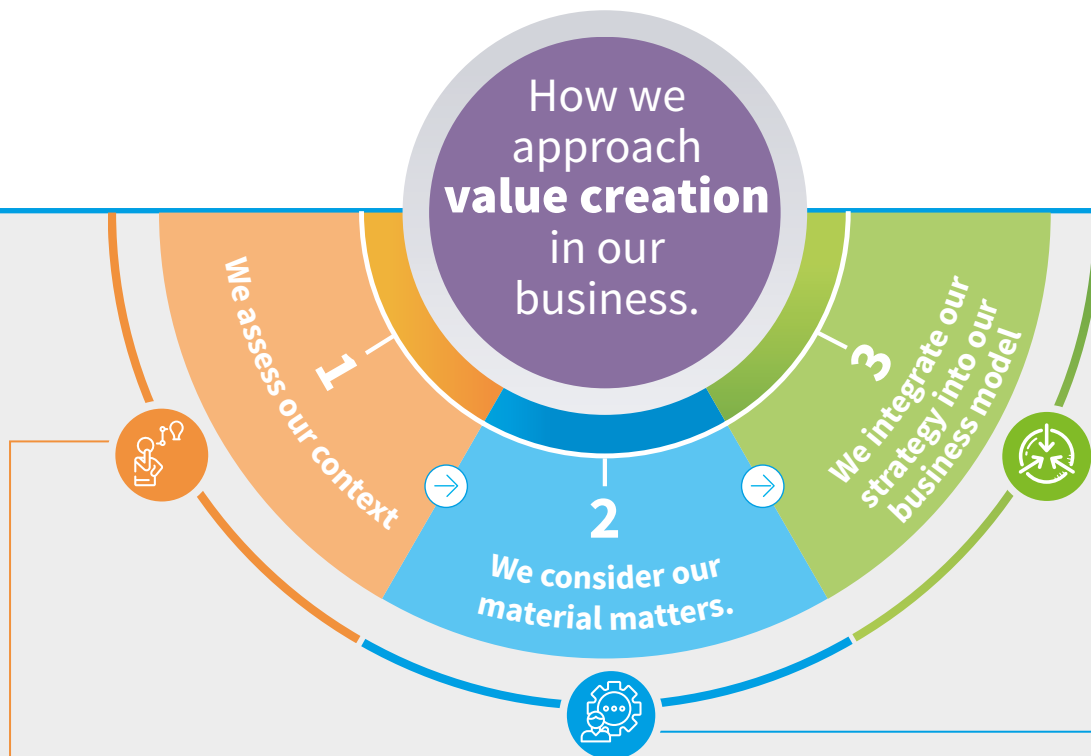 How we
approach
value creation
in our
business.
1
We assess our context
2
We consider our
material matters.
3
We integrate our
strategy into our
business model